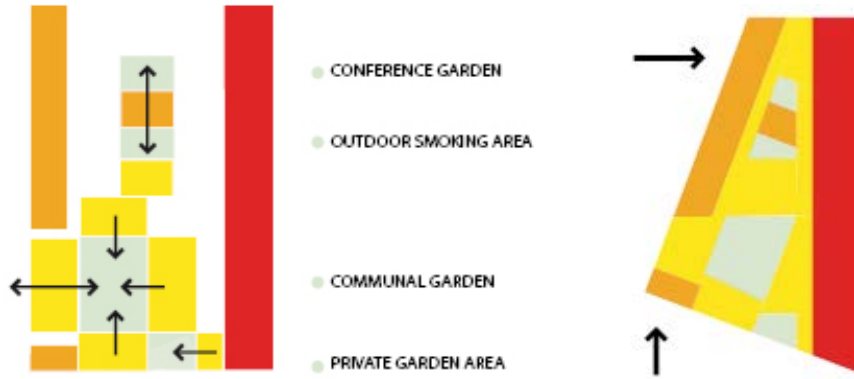 CONFERENCE GARDEN
OUTDOOR SMOKING AREA
COMMUNAL GARDEN
PRIVATE GARDEN AREA